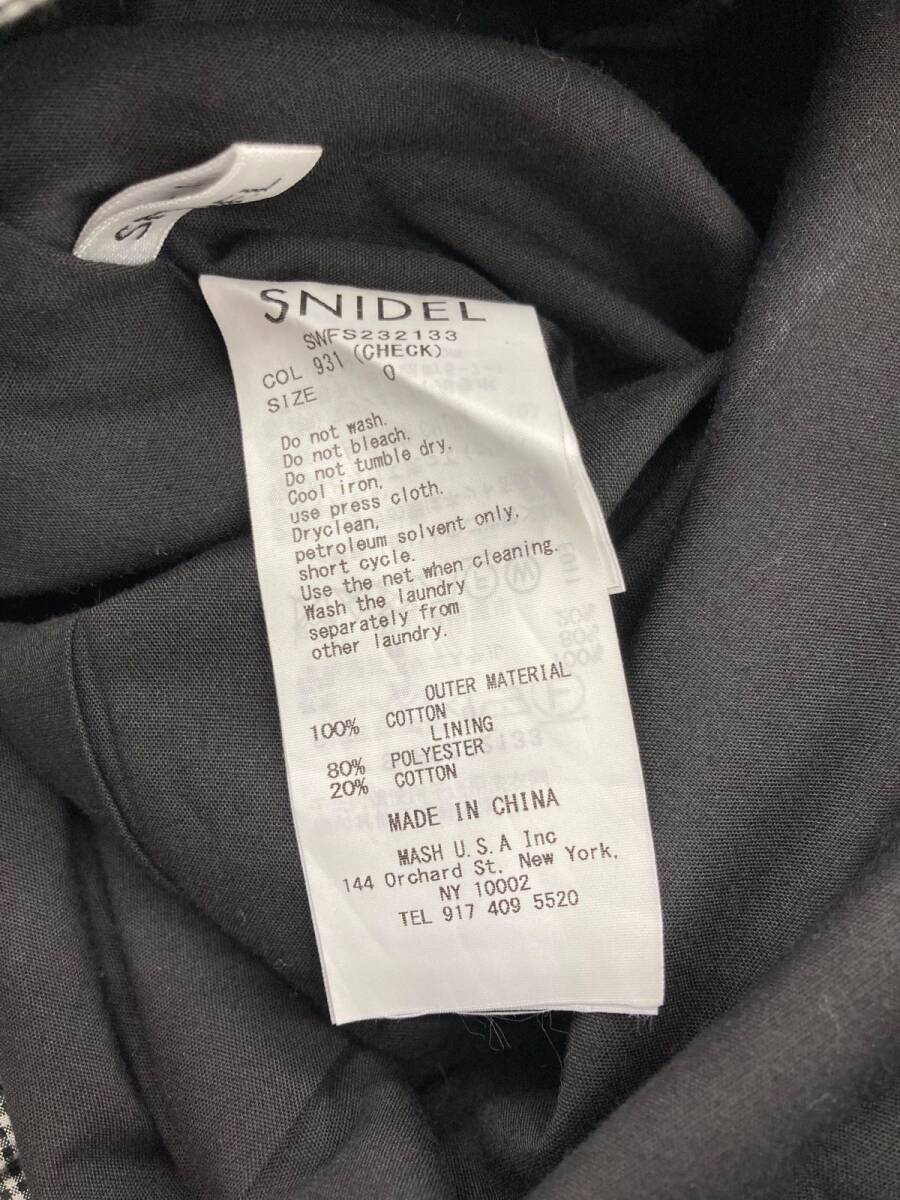 SNIDEL
SWFS232133
COL 931 (CHECK)
SIZE 0
Do not wash.
Do not bleach.
Do not tumble dry.
Cool iron.
use press cloth.
Dryclean,
petroleum solvent only.
short cycle.
Use the net when cleaning.
Wash the laundry
separately from
other laundry.
OUTER MATERIAL
100% COTTON
LINING
80% POLYESTER
20% COTTON
MADE IN CHINA
MASH U.S.A Inc
144 Orchard St. New York,
NY 10002
TEL 917 409 5520